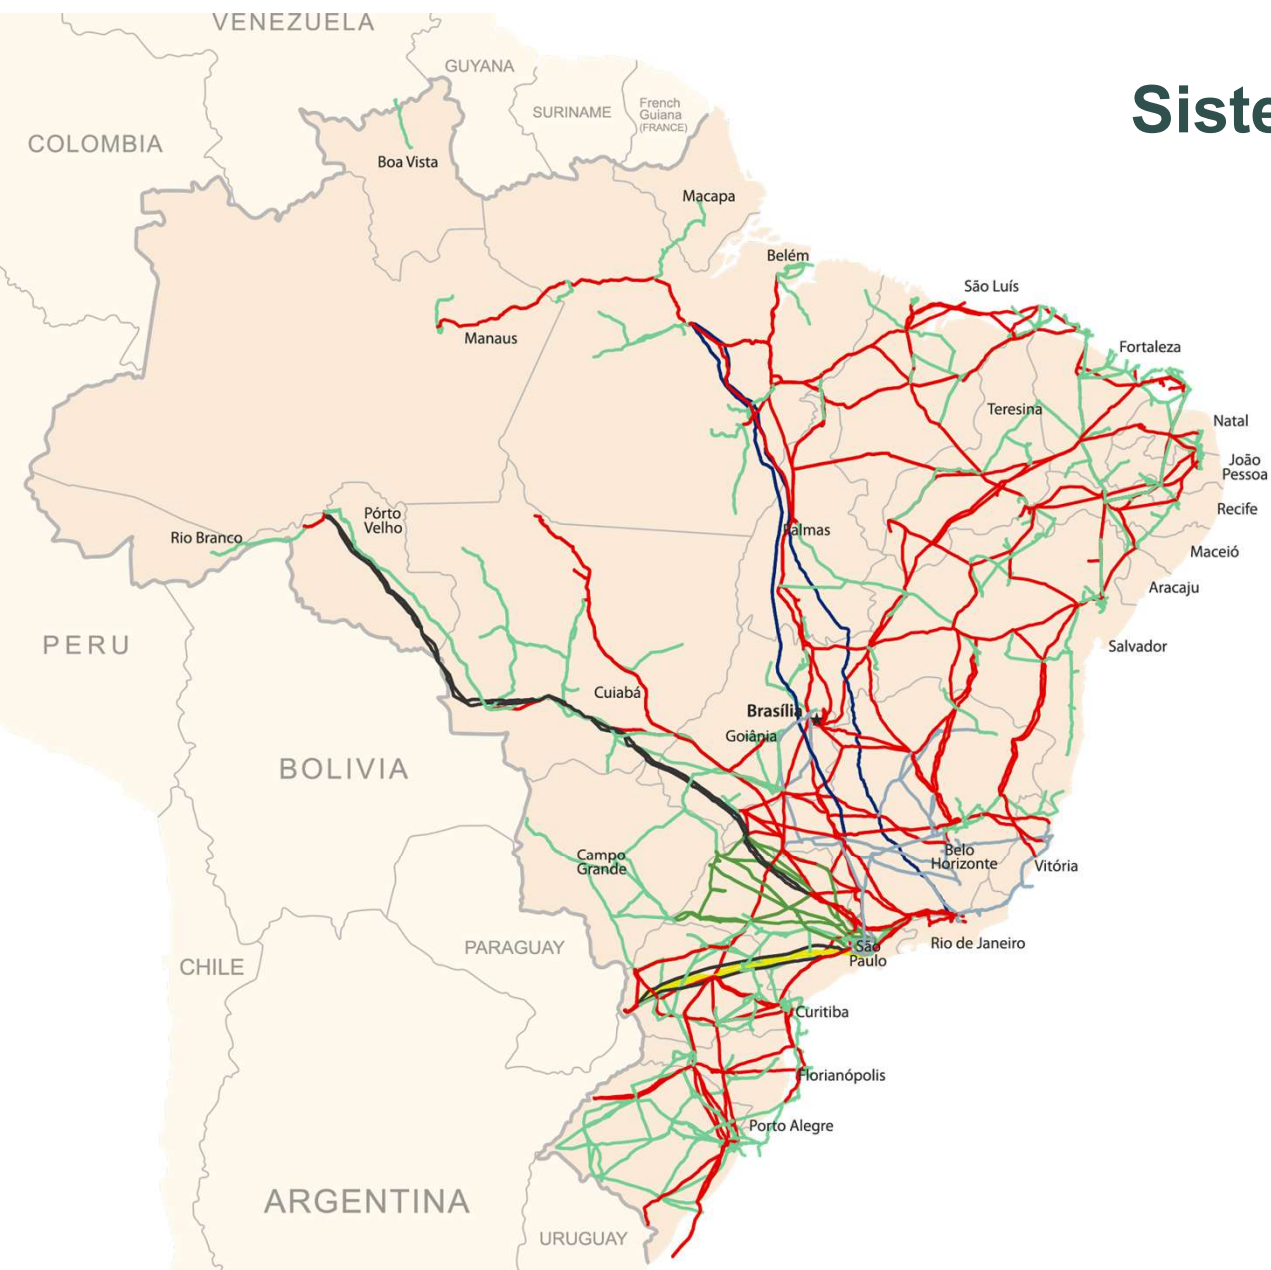 VENEZUELA
GUYANA
SURINAME
French
Guiana
(FRANCE)
Siste
COLOMBIA
Boa Vista
Macapa
Belém
São Luís
Manaus
Fortaleza
Teresina
Natal
João
Pessoa
Recife
Pórto
Velho
Rio Branco
Palmas
Maceió
Aracaju
PERU
Salvador
Cuiabá
Brasília
Goiânia
BOLIVIA
Campo
Grande
Belo
Horizonte
Vitória
PARAGUAY
São
Paulo
Rio de Janeiro
CHILE
Curitiba
Florianópolis
Porto Alegre
ARGENTINA
URUGUAY